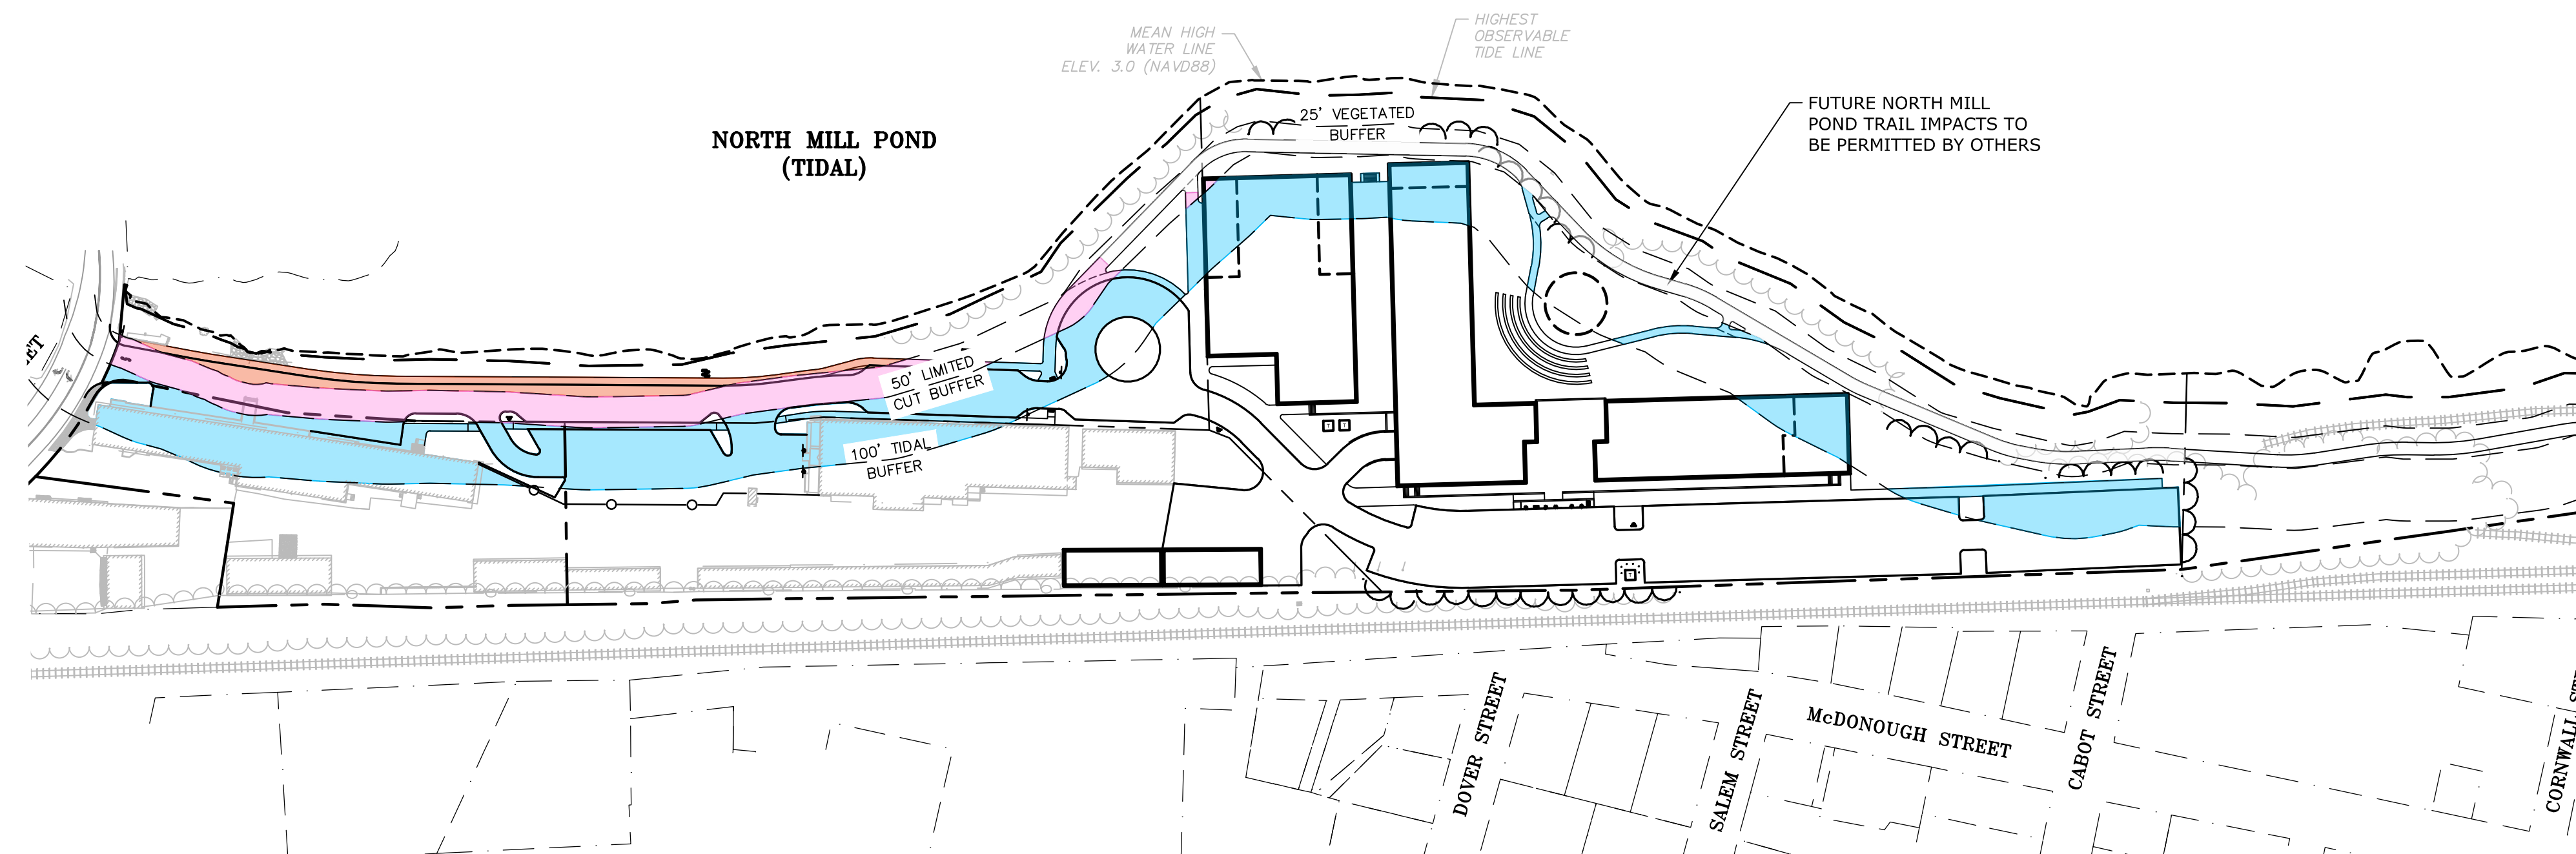 MEAN HIGH
WATER LINE
ELEV. 3.0 (NAVD88)
HIGHEST
OBSERVABLE
TIDE LINE
NORTH MILL POND
(TIDAL)
25' VEGETATED
BUFFER
FUTURE NORTH MILL
POND TRAIL IMPACTS TO
BE PERMITTED BY OTHERS
50' LIMITED
CUT BUFFER
100' TIDAL
BUFFER
DOVER STREET
SALEM STREET
McDONOUGH STREET
CABOT STREET
CORNWALL